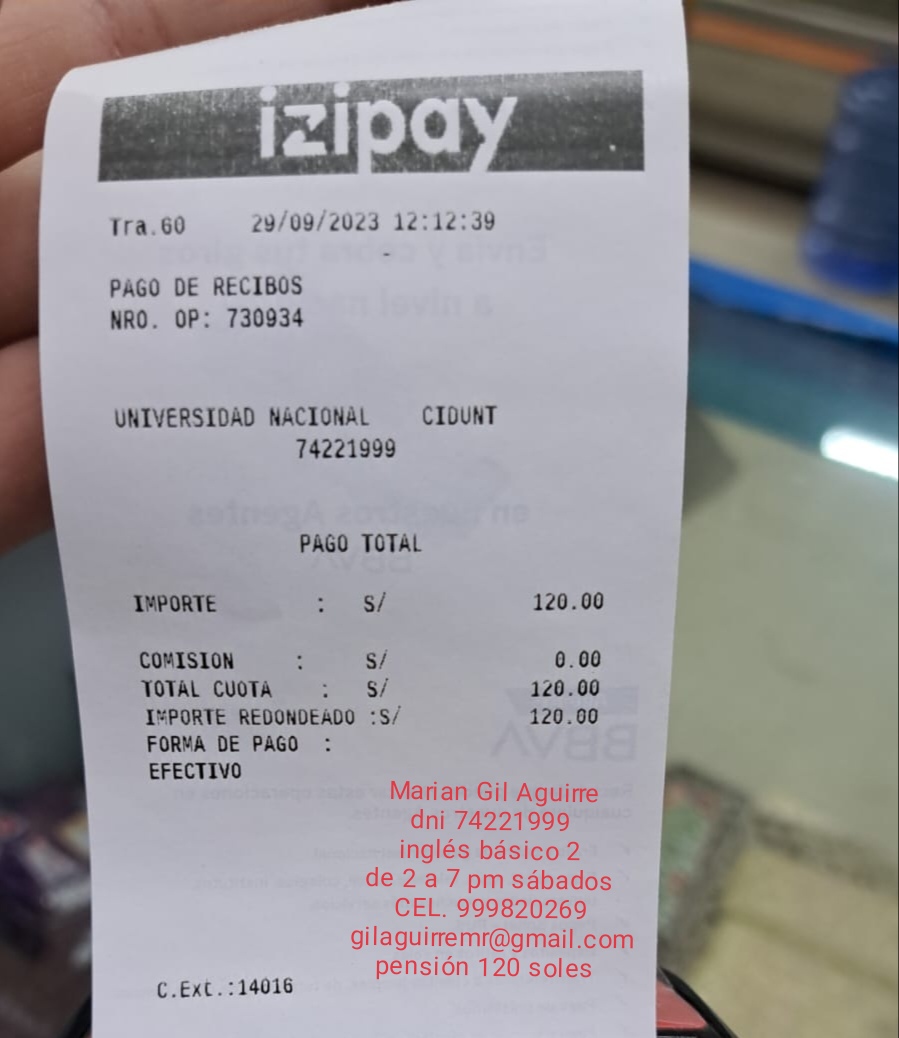 izipay
Tra.60 29/09/2023 12:12:39
PAGO DE RECIBOS
NRO. OP: 730934
UNIVERSIDAD NACIONAL CIDUNT
74221999
PAGO TOTAL
IMPORTE : S/ 120.00
COMISION : S/ 0.00
TOTAL CUOTA : S/ 120.00
IMPORTE REDONDEADO :S/ 120.00
FORMA DE PAGO :
EFECTIVO
Marian Gil Aguirre
dni 74221999
inglés básico 2
de 2 a 7 pm sábados
CEL. 999820269
gilaguirremr@gmail.com
pensión 120 soles
C.Ext.:14016